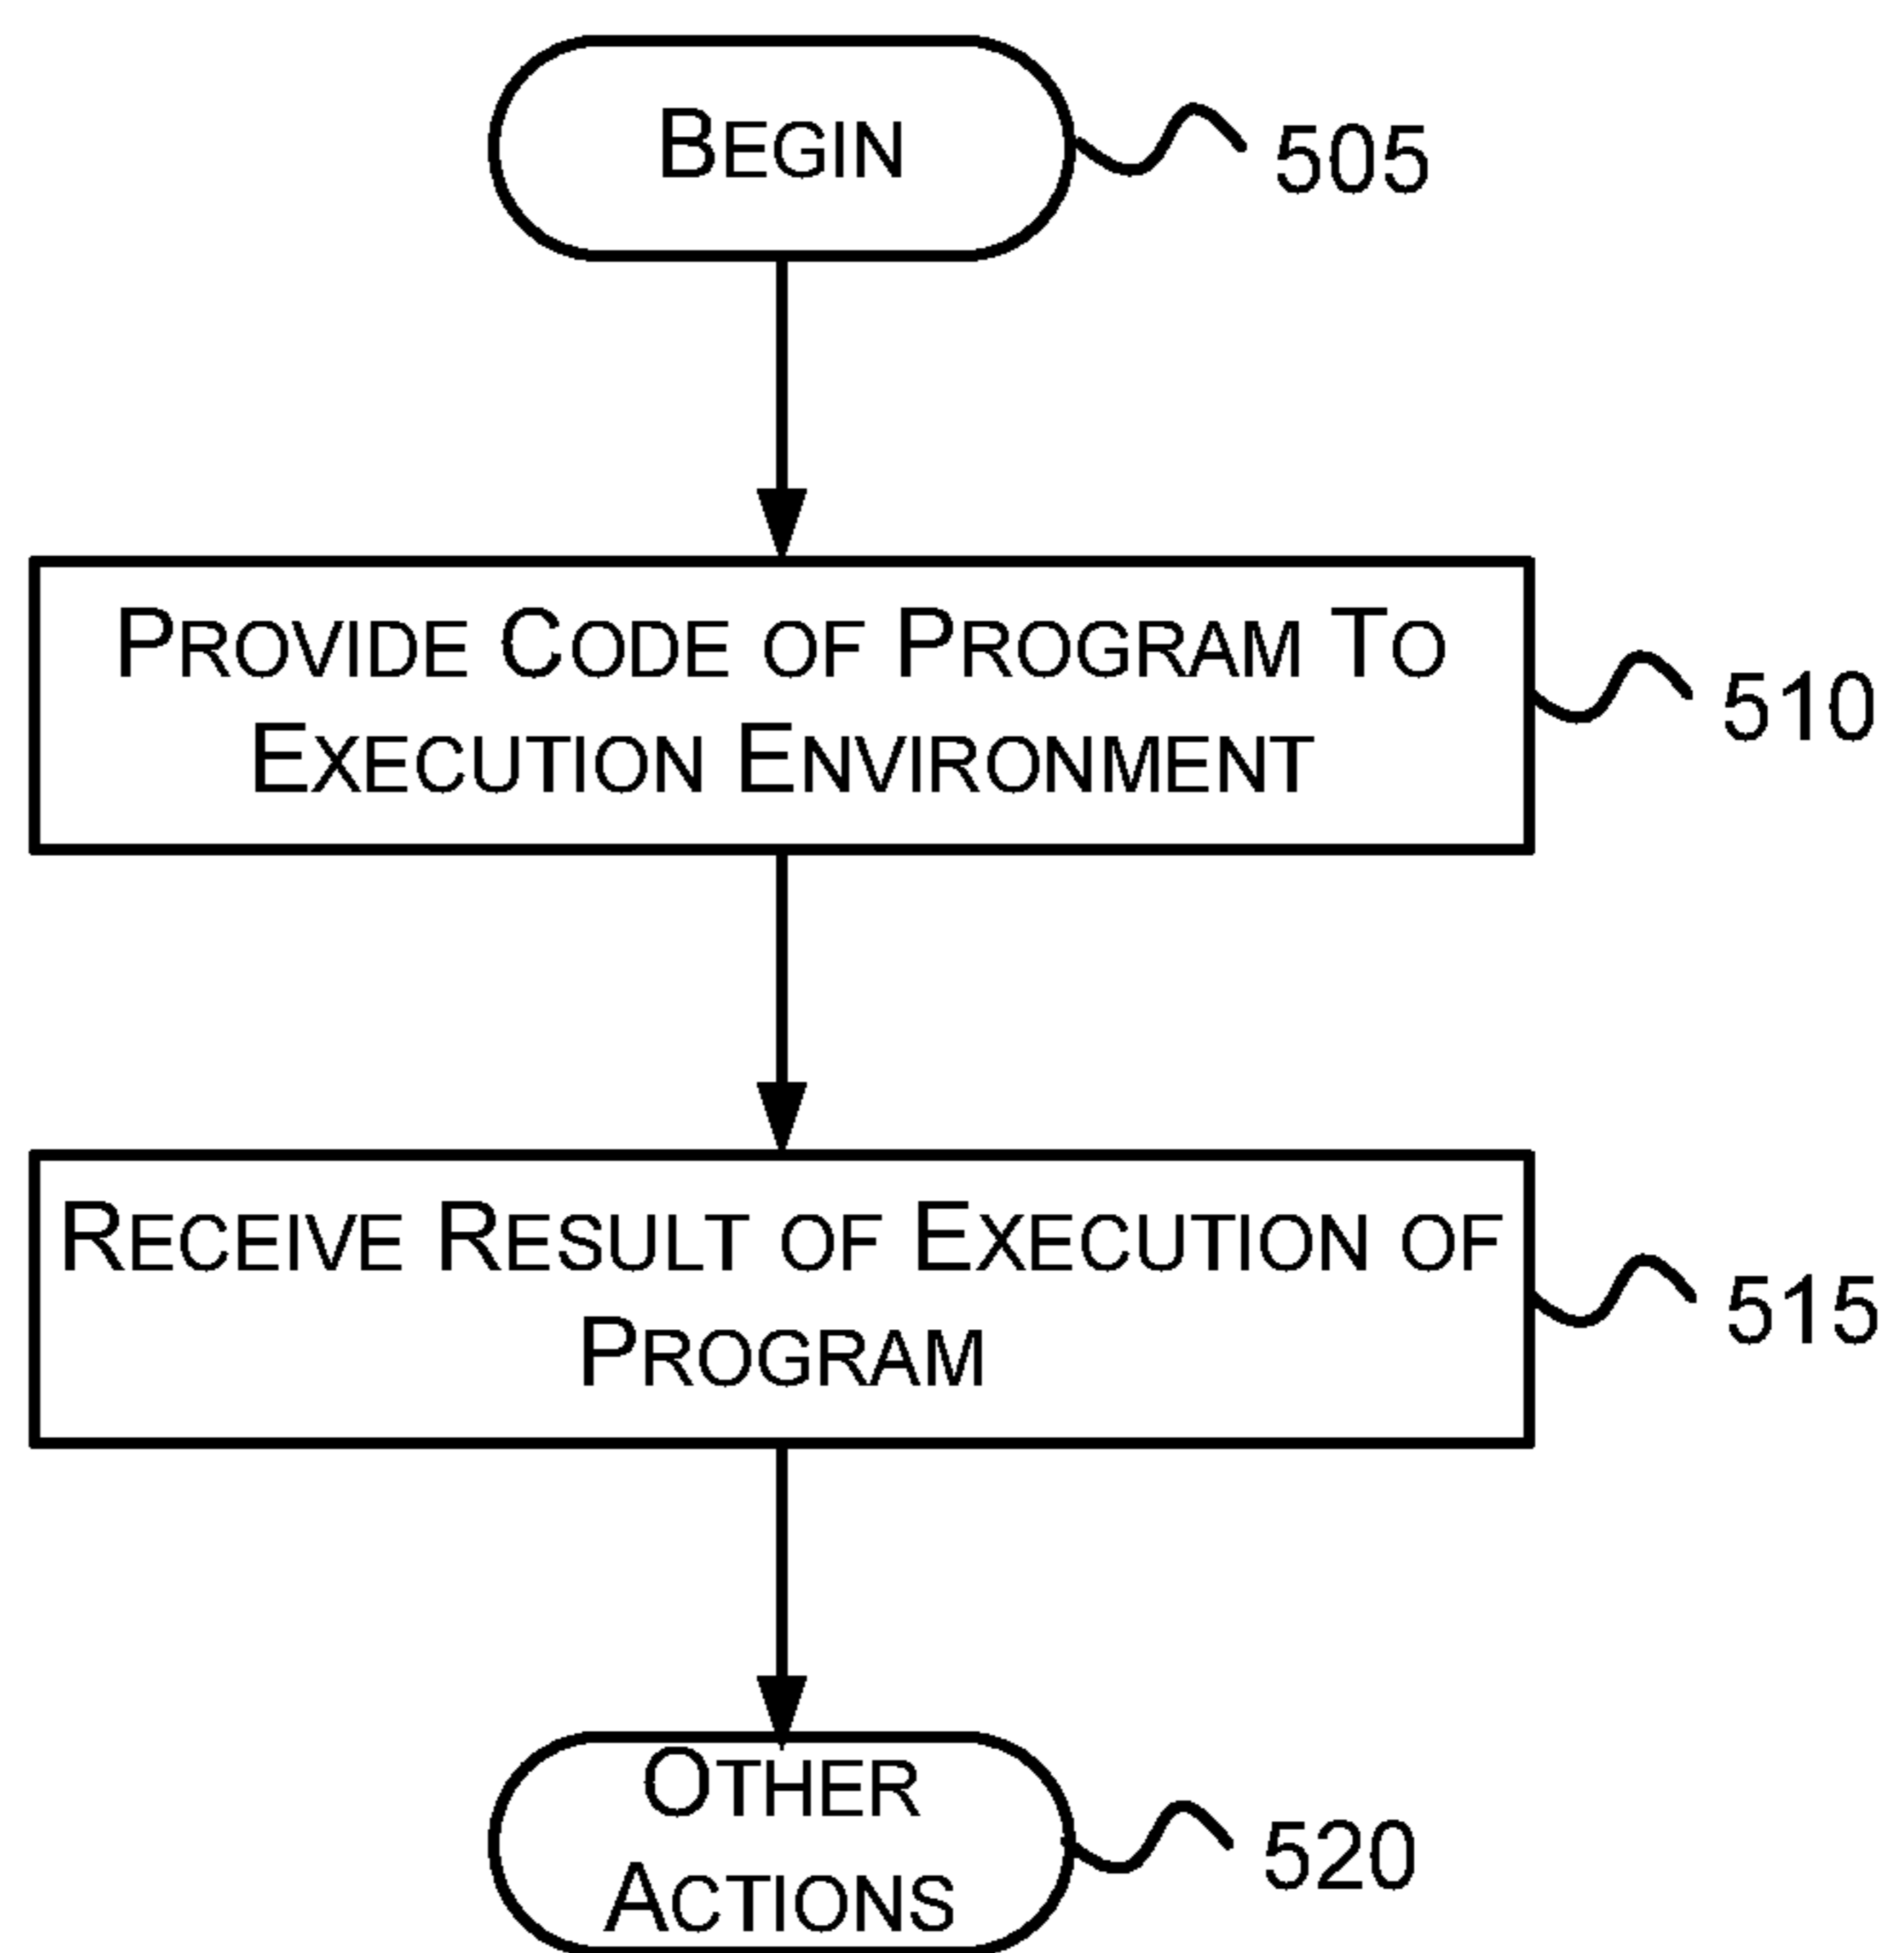 BEGIN
505
PROVIDE CODE OF PROGRAM TO
EXECUTION ENVIRONMENT
510
RECEIVE RESULT OF EXECUTION OF
PROGRAM
515
OTHER
ACTIONS
520